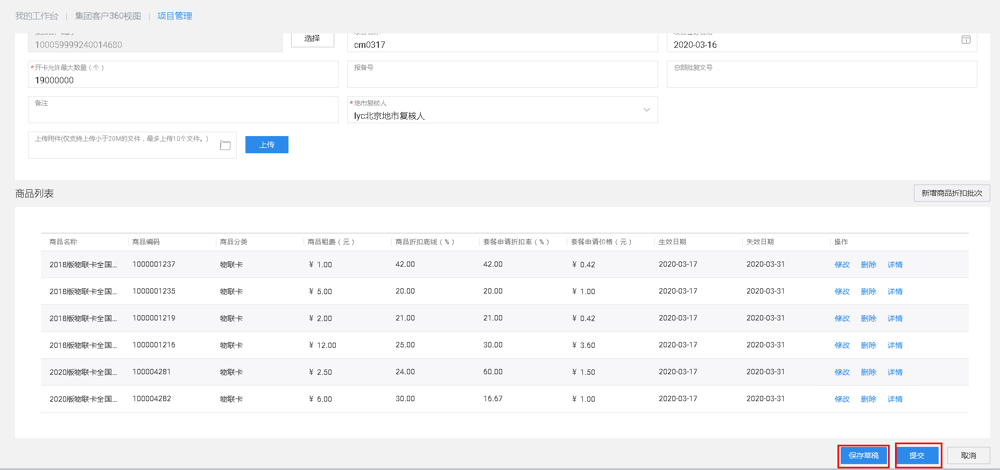 我的工作台 | 集团客户360视图 | 项目管理
集团客户编码
项目名称
项目签订日期
100059999240014680
选择
cm0317
2020-03-16
*开卡允许最大数量（个）
报备号
总部批复文号
19000000
备注
*地市复核人
lyc北京地市复核人
上传附件(仅支持上传小于20M的文件，最多上传10个文件。)
上传
商品列表
新增商品折扣批次
商品名称 商品编码 商品分类 商品租费（元） 商品折扣底线（%） 套餐申请折扣率（%） 套餐申请价格（元） 生效日期 失效日期 操作
2018版物联卡全国... 1000001237 物联卡 ¥ 1.00 42.00 42.00 ¥ 0.42 2020-03-17 2020-03-31 修改 删除 详情
2018版物联卡全国... 1000001235 物联卡 ¥ 5.00 20.00 20.00 ¥ 1.00 2020-03-17 2020-03-31 修改 删除 详情
2018版物联卡全国... 1000001219 物联卡 ¥ 2.00 21.00 21.00 ¥ 0.42 2020-03-17 2020-03-31 修改 删除 详情
2018版物联卡全国... 1000001216 物联卡 ¥ 12.00 25.00 30.00 ¥ 3.60 2020-03-17 2020-03-31 修改 删除 详情
2020版物联卡全国... 100004281 物联卡 ¥ 2.50 24.00 60.00 ¥ 1.50 2020-03-17 2020-03-31 修改 删除 详情
2020版物联卡全国... 100004282 物联卡 ¥ 6.00 30.00 16.67 ¥ 1.00 2020-03-17 2020-03-31 修改 删除 详情
保存草稿 提交 取消